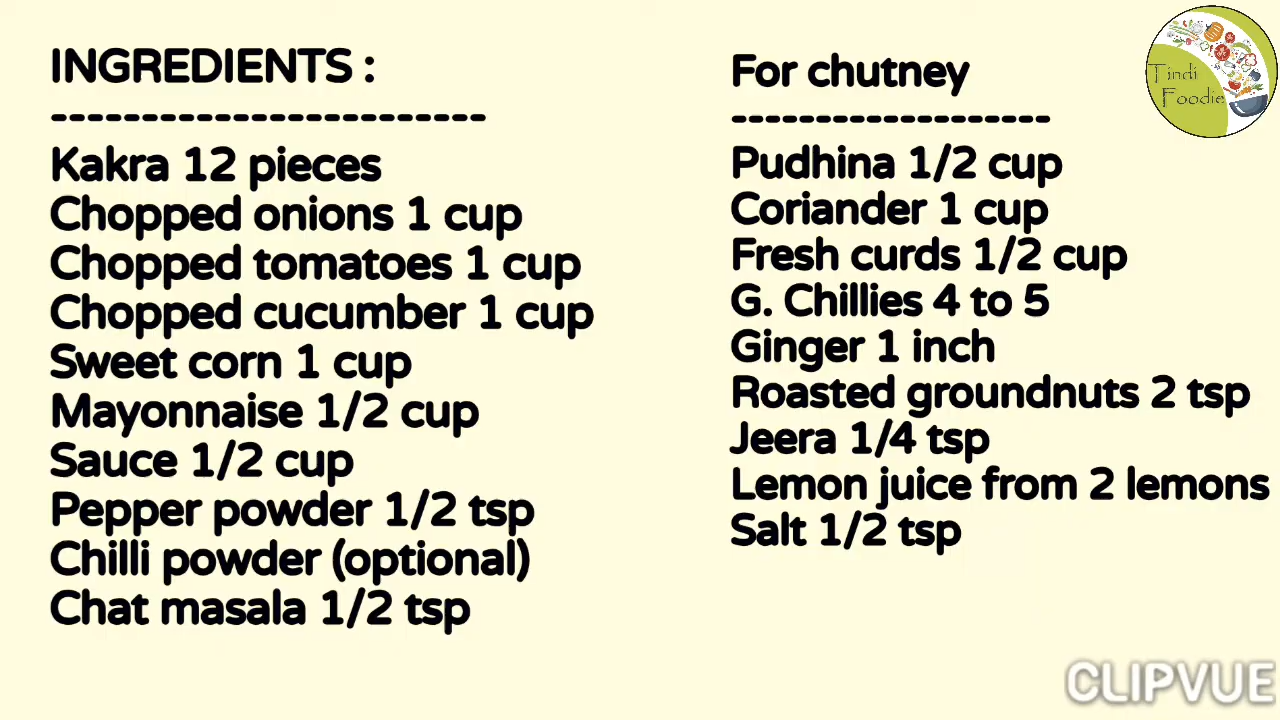 INGREDIENTS :
------------------------
Kakra 12 pieces
Chopped onions 1 cup
Chopped tomatoes 1 cup
Chopped cucumber 1 cup
Sweet corn 1 cup
Mayonnaise 1/2 cup
Sauce 1/2 cup
Pepper powder 1/2 tsp
Chilli powder (optional)
Chat masala 1/2 tsp
For chutney
-------------------
Pudhina 1/2 cup
Coriander 1 cup
Fresh curds 1/2 cup
G. Chillies 4 to 5
Ginger 1 inch
Roasted groundnuts 2 tsp
Jeera 1/4 tsp
Lemon juice from 2 lemons
Salt 1/2 tsp
Tindi
Foodie
CLIPVUE